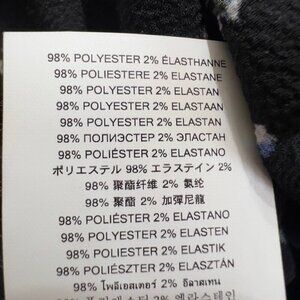 98% POLYESTER 2% ÉLASTHANNE
98% POLIESTERE 2% ELASTANE
98% POLYESTER 2% ELASTAN
98% POLYESTER 2% ELASTAAN
98% POLYESTER 2% ELASTAN
98% ПОЛИЭСТЕР 2% ЭЛАСТАН
98% POLIÉSTER 2% ELASTANO
ポリエステル 98% エラステイン 2%
98% 聚酯纤维 2% 氨纶
98% 聚酯 2% 加彈尼龍
98% POLIÉSTER 2% ELASTANO
98% POLYESTER 2% ELASTEN
98% POLYESTER 2% ELASTIK
98% POLIÉSZTER 2% ELASZTÁN
98% โพลีเอสเตอร์ 2% อีลาสเทน